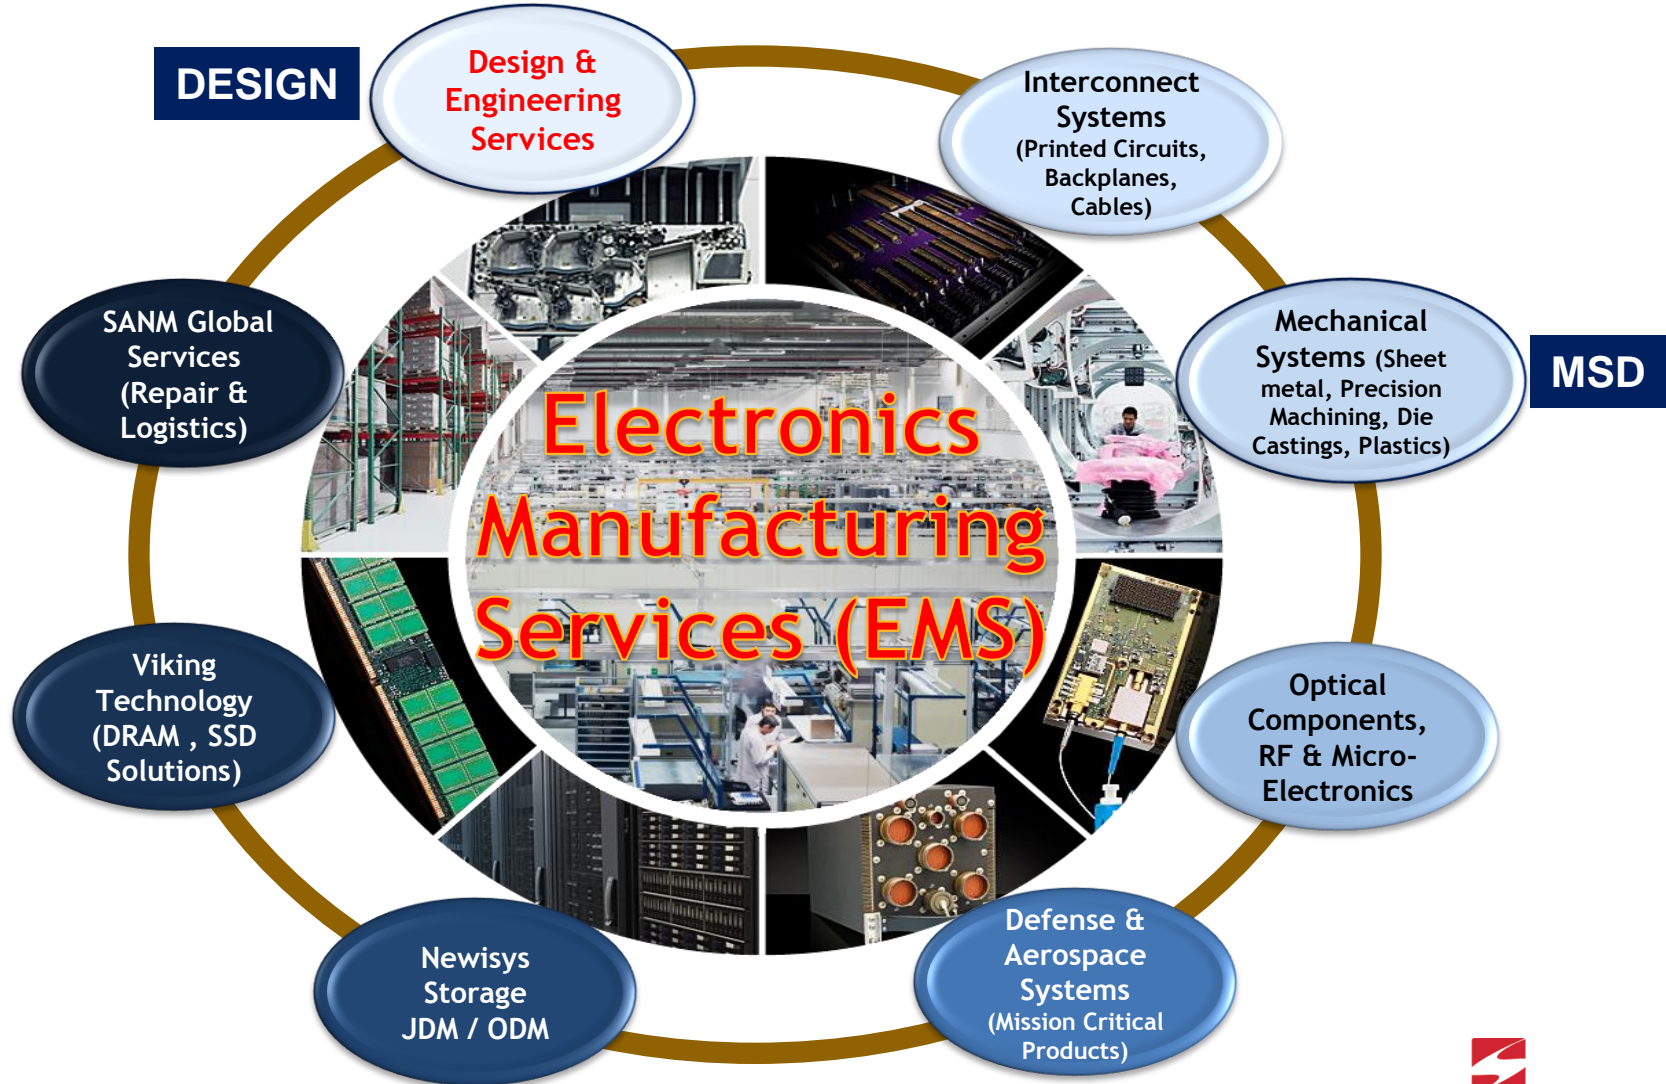 DESIGN
Design &
Engineering
Services
Interconnect
Systems
(Printed Circuits,
Backplanes,
Cables)
SANM Global
Services
(Repair &
Logistics)
Mechanical
Systems (Sheet
metal, Precision
Machining, Die
Castings, Plastics)
MSD
Electronics
Manufacturing
Services (EMS)
Viking
Technology
(DRAM , SSD
Solutions)
Optical
Components,
RF & Micro-
Electronics
Newisys
Storage
JDM / ODM
Defense &
Aerospace
Systems
(Mission Critical
Products)